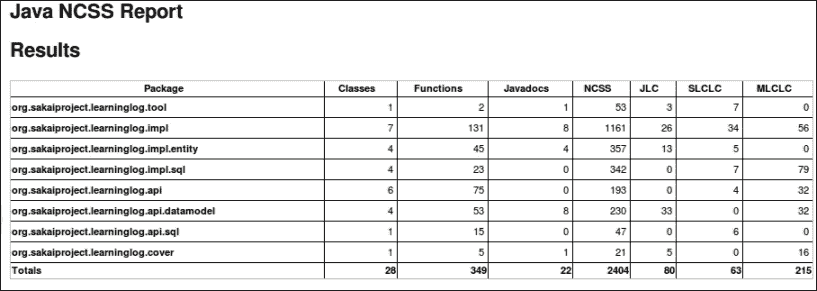 Java NCSS Report
Results
Package Classes Functions Javadocs NCSS JLC SLCLC MLCLC
org.sakaiproject.learninglog.tool 1 2 1 53 3 7 0
org.sakaiproject.learninglog.impl 7 131 8 1161 26 34 56
org.sakaiproject.learninglog.impl.entity 4 45 4 357 13 5 0
org.sakaiproject.learninglog.impl.sql 4 23 0 342 0 7 79
org.sakaiproject.learninglog.api 6 75 0 193 0 4 32
org.sakaiproject.learninglog.api.datamodel 4 53 8 230 33 0 32
org.sakaiproject.learninglog.api.sql 1 15 0 47 0 6 0
org.sakaiproject.learninglog.cover 1 5 1 21 5 0 16
Totals 28 349 22 2404 80 63 215